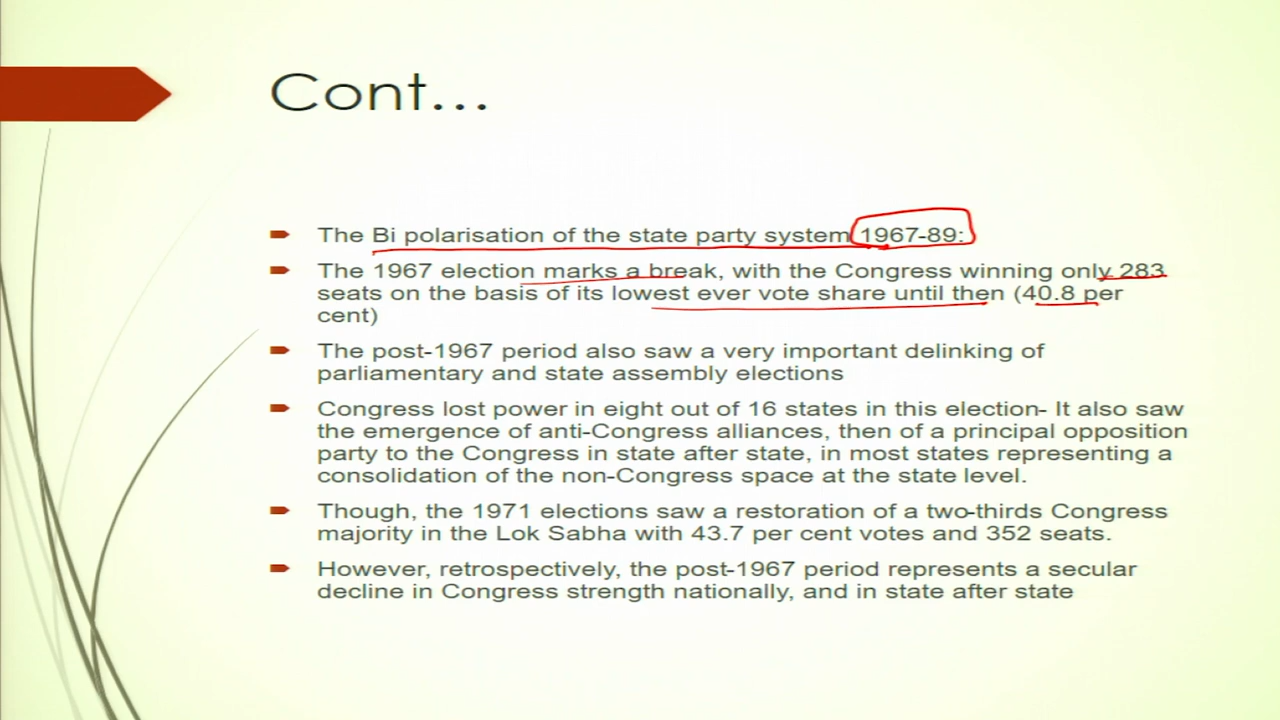 Cont...
The Bi polarisation of the state party system 1967-89:
The 1967 election marks a break, with the Congress winning only 283
seats on the basis of its lowest ever vote share until then (40.8 per
cent)
The post-1967 period also saw a very important delinking of
parliamentary and state assembly elections
Congress lost power in eight out of 16 states in this election- It also saw
the emergence of anti-Congress alliances, then of a principal opposition
party to the Congress in state after state, in most states representing a
consolidation of the non-Congress space at the state level.
Though, the 1971 elections saw a restoration of a two-thirds Congress
majority in the Lok Sabha with 43.7 per cent votes and 352 seats.
However, retrospectively, the post-1967 period represents a secular
decline in Congress strength nationally, and in state after state